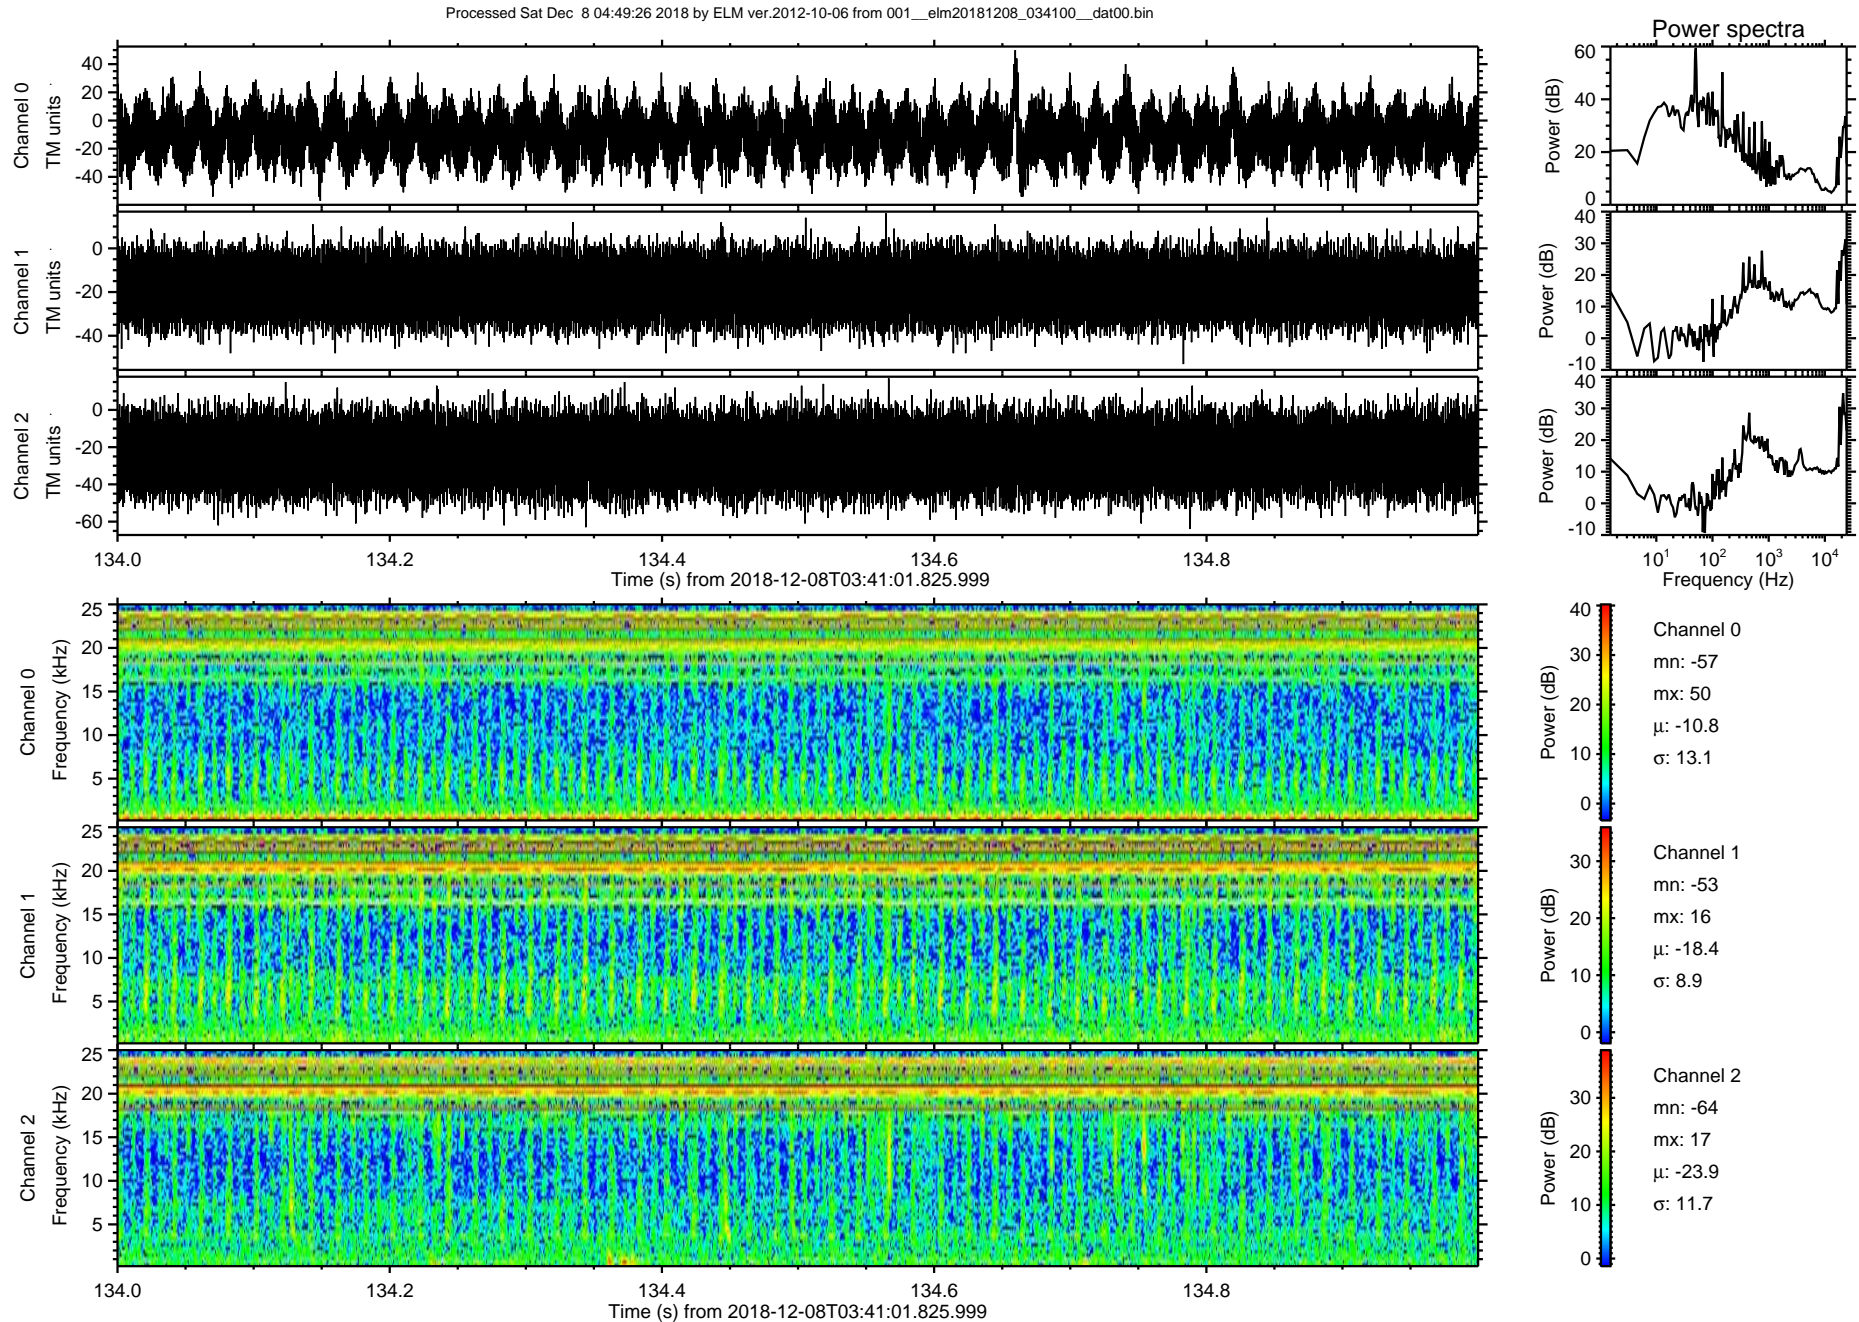 Processed Sat Dec  8 04:49:26 2018 by ELM ver.2012-10-06 from 001__elm20181208_034100__dat00.bin
Power spectra
Channel 0
TM units
40
20
0
-20
-40
Power (dB)
60
40
20
0
Channel 1
TM units
0
-20
-40
Power (dB)
40
30
20
10
0
-10
Channel 2
TM units
0
-20
-40
-60
Power (dB)
40
30
20
10
0
-10
134.0 134.2 134.4 134.6 134.8
Time (s) from 2018-12-08T03:41:01.825.999
10¹ 10² 10³ 10⁴
Frequency (Hz)
Channel 0
Frequency (kHz)
25
20
15
10
5
Power (dB)
40
30
20
10
0
Channel 0
mn: -57
mx: 50
μ: -10.8
σ: 13.1
Channel 1
Frequency (kHz)
25
20
15
10
5
Power (dB)
30
20
10
0
Channel 1
mn: -53
mx: 16
μ: -18.4
σ: 8.9
Channel 2
Frequency (kHz)
25
20
15
10
5
Power (dB)
30
20
10
0
Channel 2
mn: -64
mx: 17
μ: -23.9
σ: 11.7
134.0 134.2 134.4 134.6 134.8
Time (s) from 2018-12-08T03:41:01.825.999